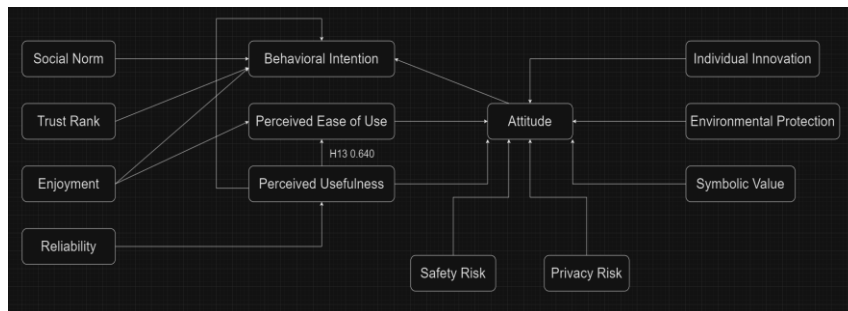 Social Norm
Behavioral Intention
Individual Innovation
Trust Rank
Perceived Ease of Use
Attitude
Environmental Protection
H13 0.640
Enjoyment
Perceived Usefulness
Symbolic Value
Reliability
Safety Risk
Privacy Risk